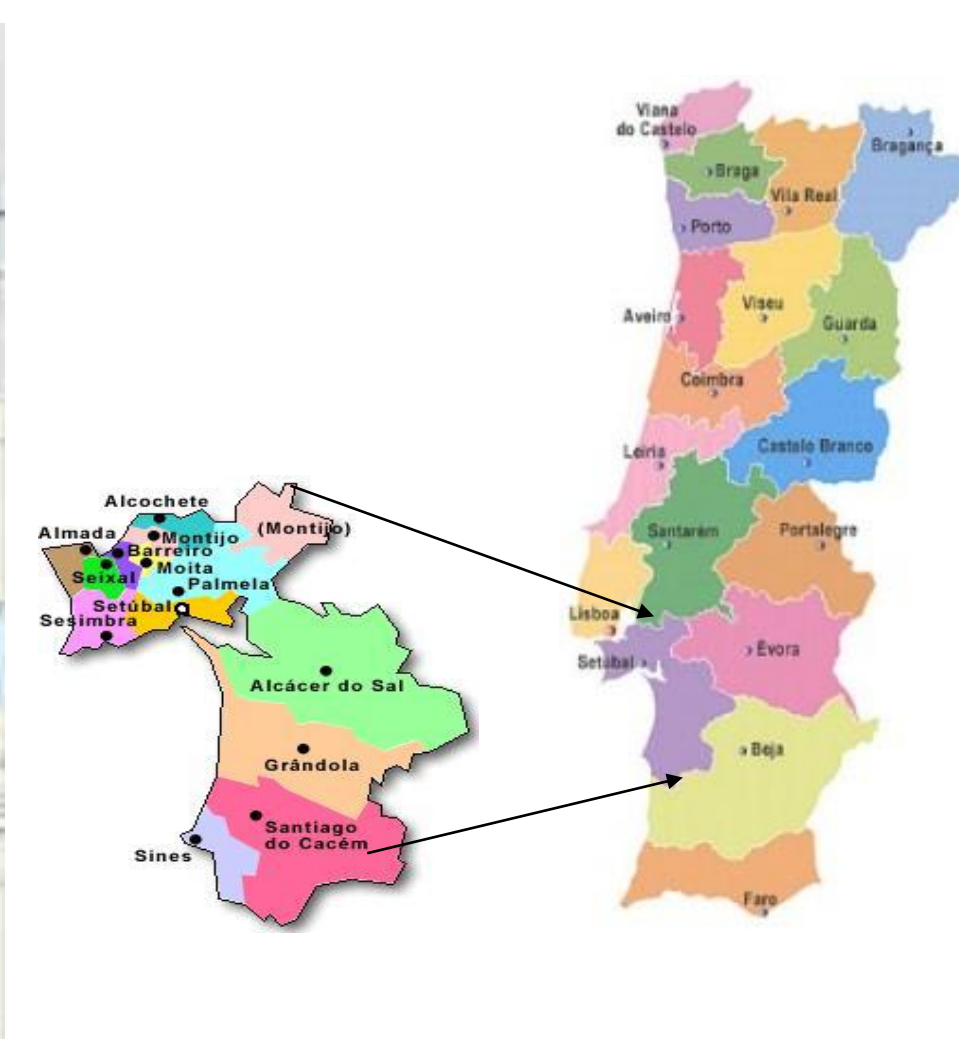 Alcochete
Almada
(Montijo)
Montijo
Barreiro
Moita
Seixal
Palmela
Setúbal
Sesimbra
Alcácer do Sal
Grândola
Santiago
do Cacém
Sines
Viana
do Castelo
Bragança
Braga
Vila Real
Porto
Viseu
Aveiro
Guarda
Coimbra
Leiria
Castelo Branco
Santarém
Portalegre
Lisboa
Évora
Setúbal
Beja
Faro